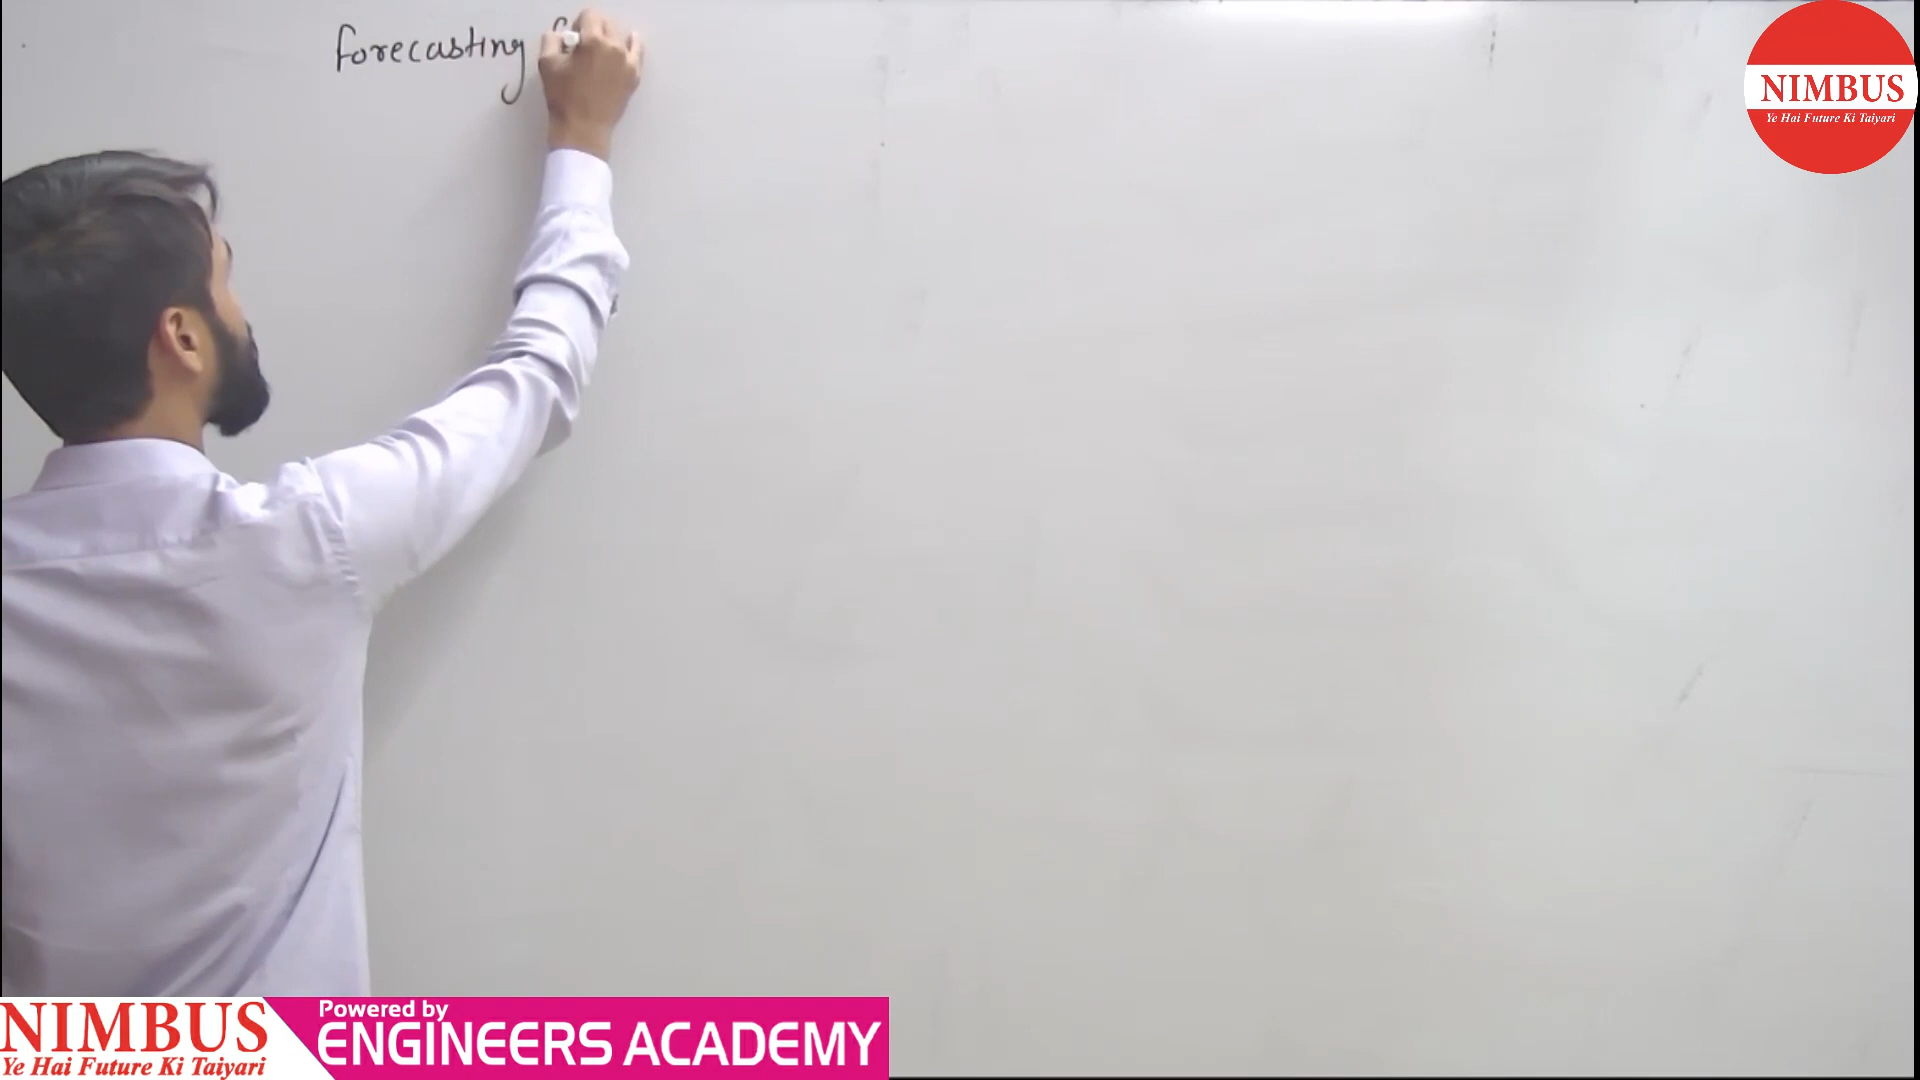 forecasting
NIMBUS
Ye Hai Future Ki Taiyari
NIMBUS
Ye Hai Future Ki Taiyari
Powered by
ENGINEERS ACADEMY